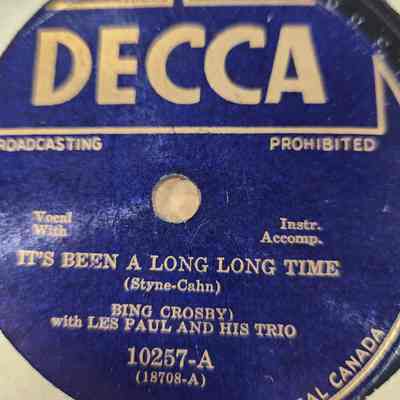 DECCA
ROADCASTING PROHIBITED
Vocal With
Instr. Accomp.
IT'S BEEN A LONG LONG TIME
(Styne-Cahn)
BING CROSBY)
with LES PAUL AND HIS TRIO
10257-A
(18708-A)
AL CANADA